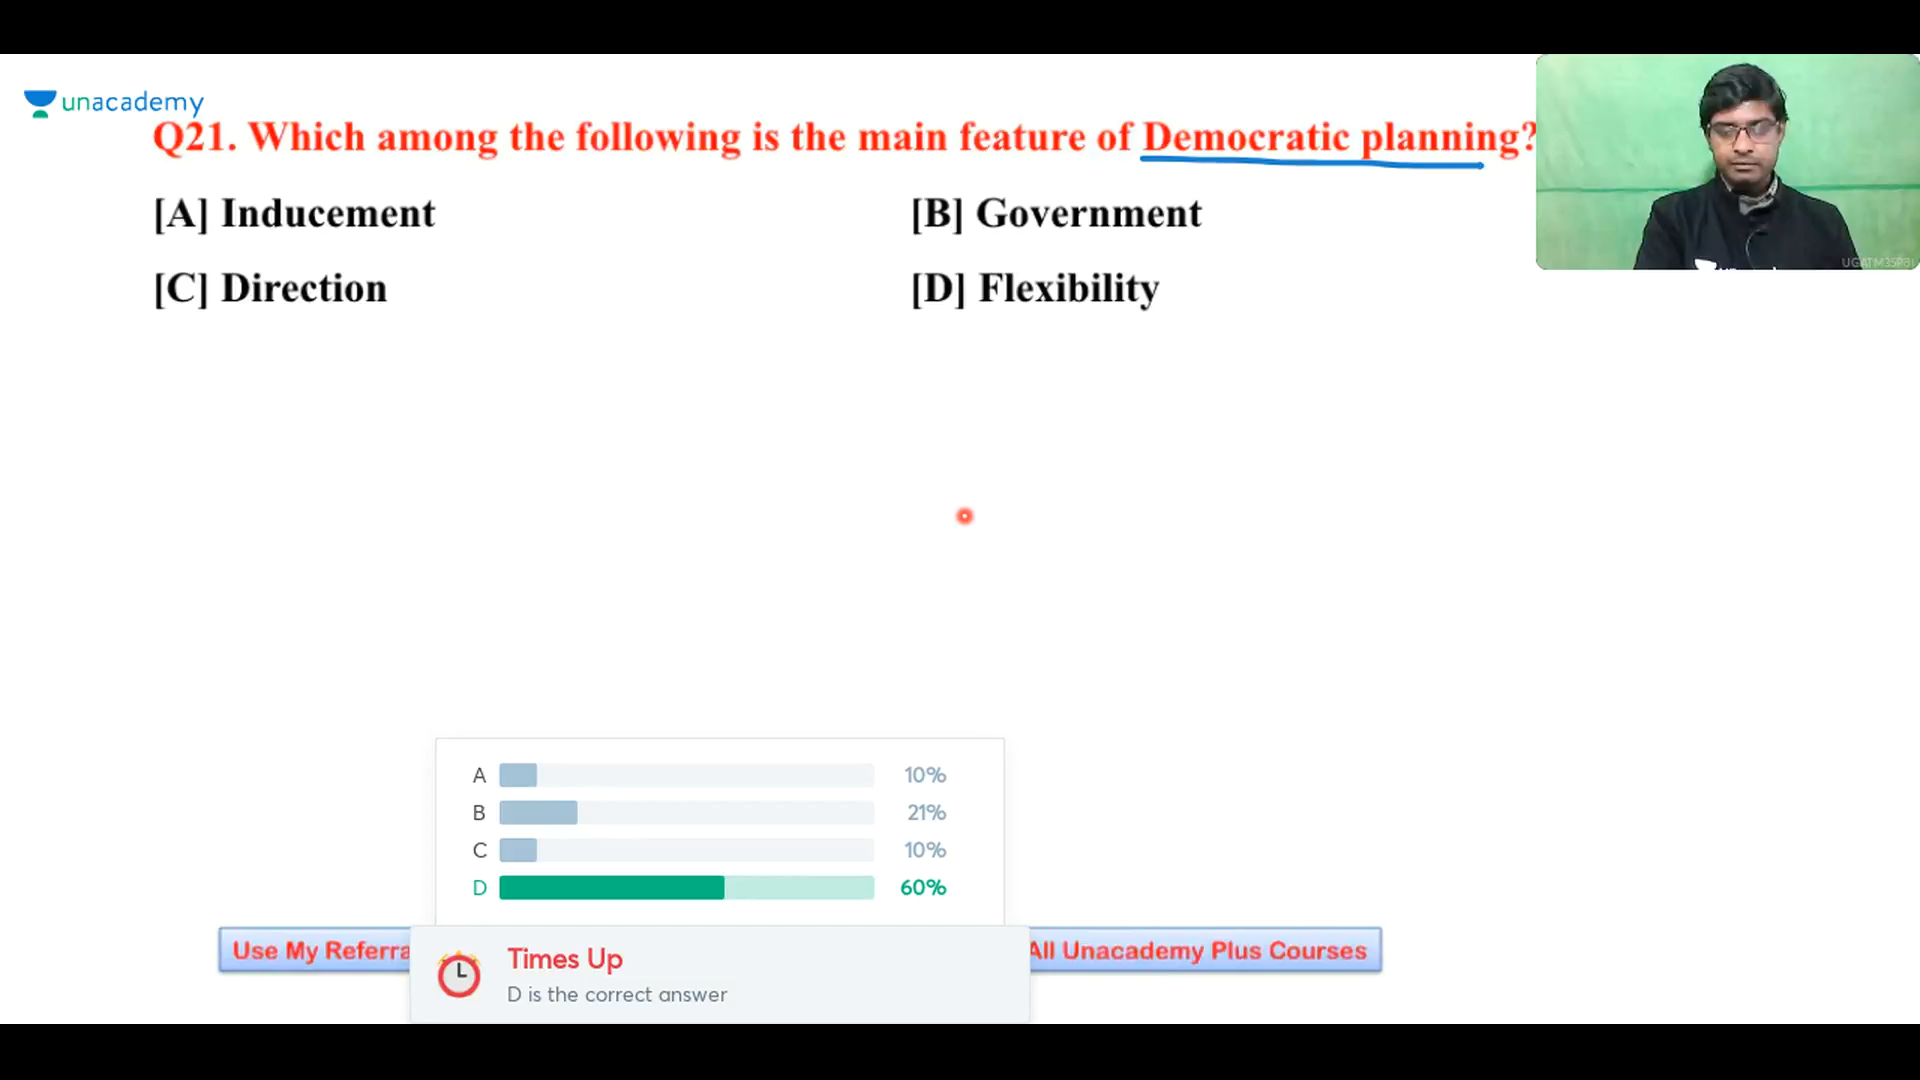 unacademy
Q21. Which among the following is the main feature of Democratic planning?
[A] Inducement
[B] Government
[C] Direction
[D] Flexibility
A 10%
B 21%
C 10%
D 60%
Use My Referra
All Unacademy Plus Courses
Times Up
D is the correct answer